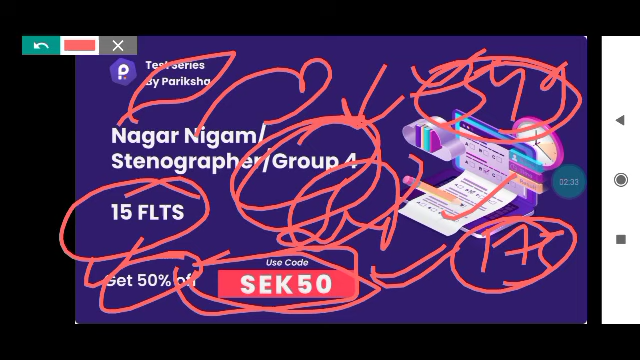 Test Series
By Pariksha
Nagar Nigam/
Stenographer/Group 4
15 FLTS
Use Code
Get 50% off
SEK50
02:33